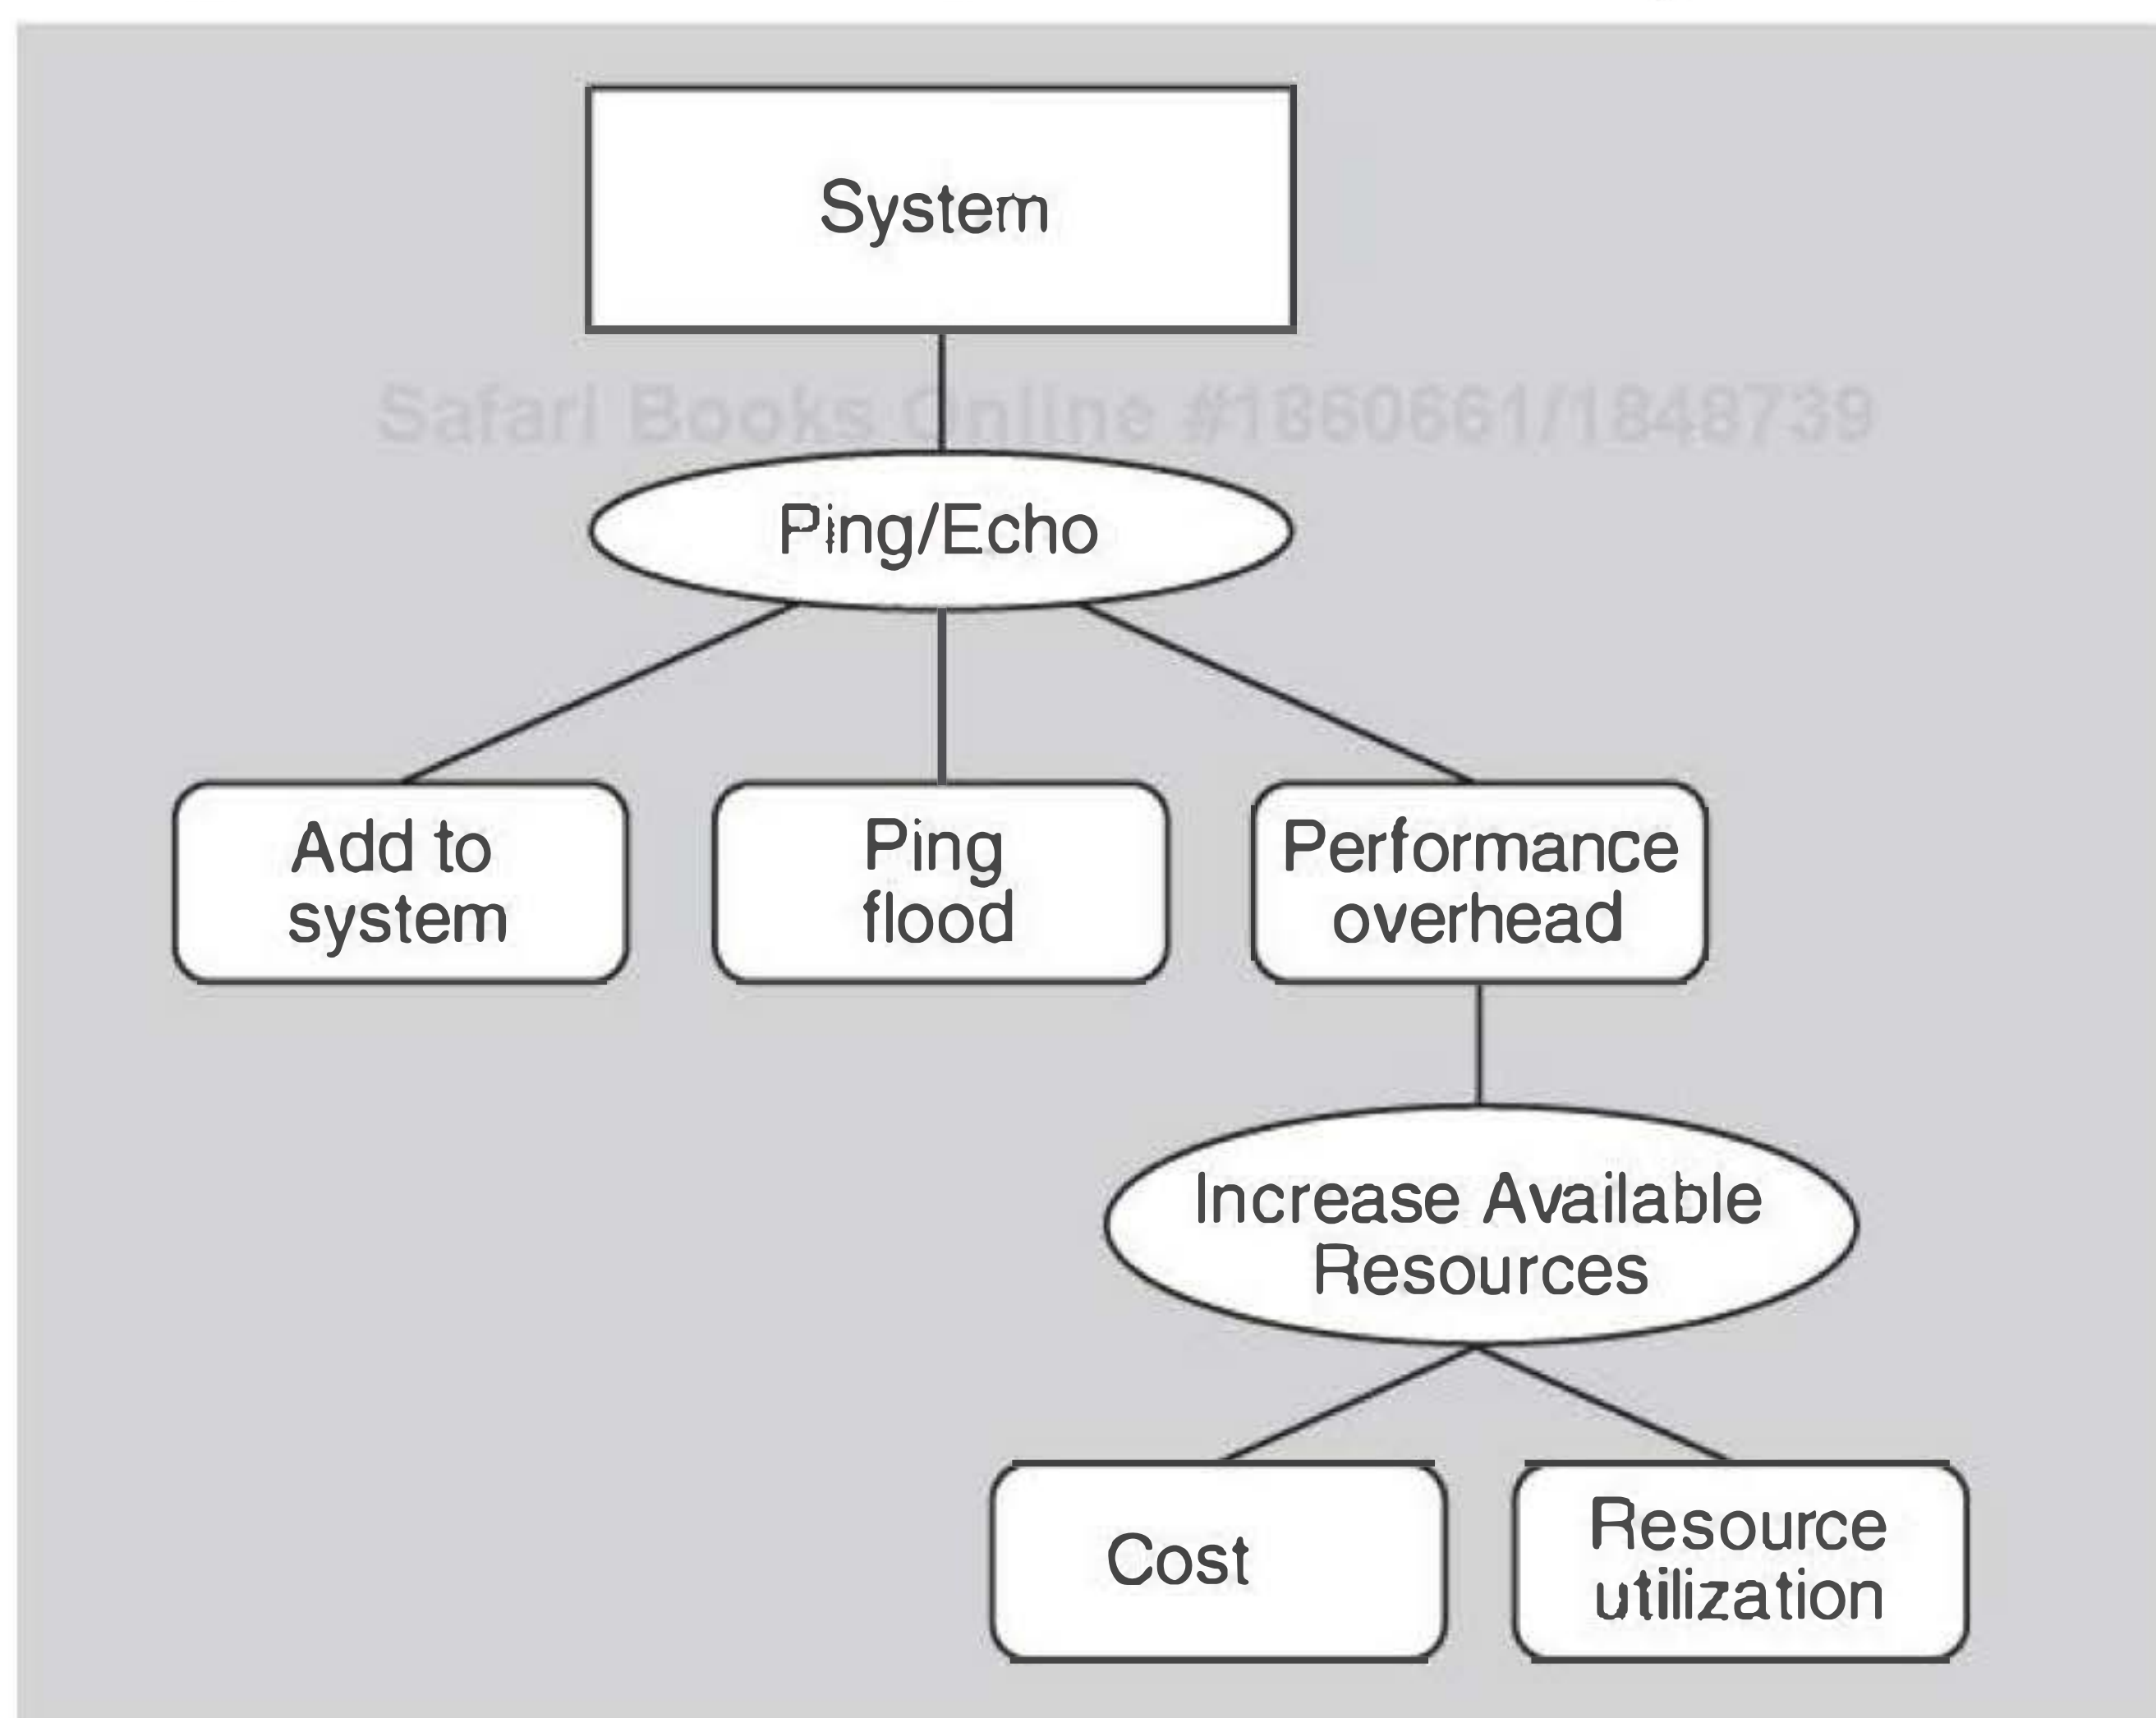 System
Safari Books Online #1860661/1848739
Ping/Echo
Add to
system
Ping
flood
Performance
overhead
Increase Available
Resources
Cost
Resource
utilization